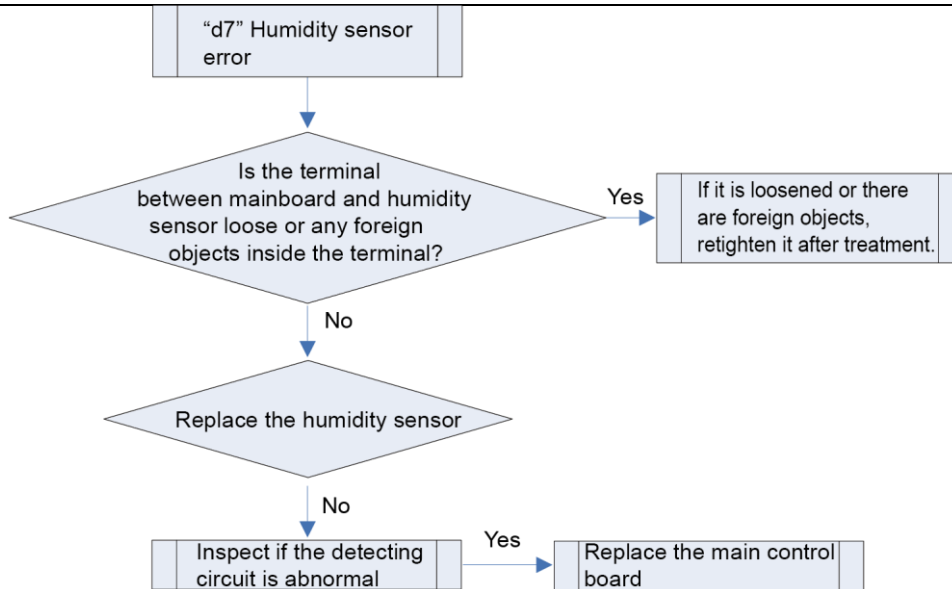 “d7” Humidity sensor
error
Is the terminal
between mainboard and humidity
sensor loose or any foreign
objects inside the terminal?
Yes
If it is loosened or there
are foreign objects,
retighten it after treatment.
No
Replace the humidity sensor
No
Inspect if the detecting
circuit is abnormal
Yes
Replace the main control
board